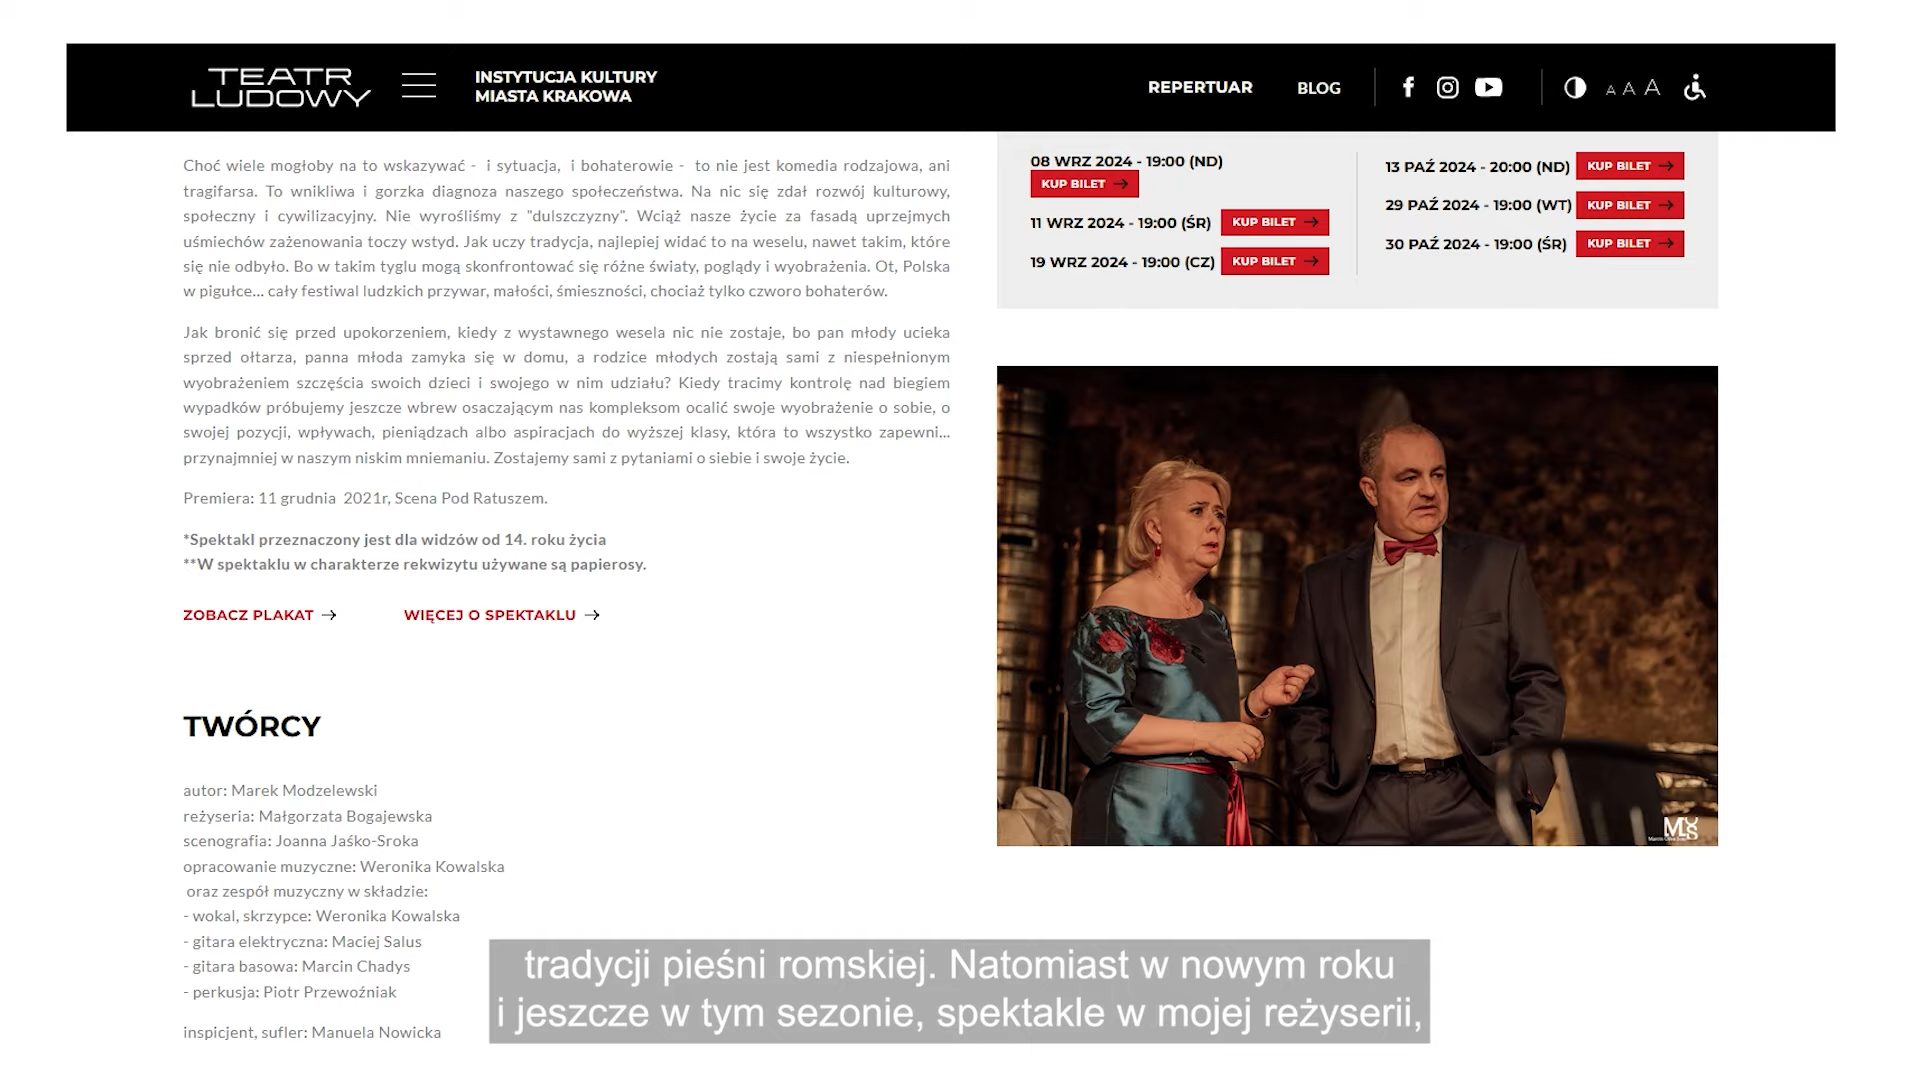 TEATR
LUDOWY
INSTYTUCJA KULTURY
MIASTA KRAKOWA
REPERTUAR
BLOG
A A A
Choć wiele mogłoby na to wskazywać - i sytuacja, i bohaterowie - to nie jest komedia rodzajowa, ani
tragifarsa. To wnikliwa i gorzka diagnoza naszego społeczeństwa. Na nic się zdał rozwój kulturowy,
społeczny i cywilizacyjny. Nie wyrośliśmy z "dulszczyzny". Wciąż nasze życie za fasadą uprzejmych
uśmiechów zażenowania toczy wstyd. Jak uczy tradycja, najlepiej widać to na weselu, nawet takim, które
się nie odbyło. Bo w takim tyglu mogą skonfrontować się różne światy, poglądy i wyobrażenia. Ot, Polska
w pigułce... cały festiwal ludzkich przywar, małości, śmieszności, chociaż tylko czworo bohaterów.
Jak bronić się przed upokorzeniem, kiedy z wystawnego wesela nic nie zostaje, bo pan młody ucieka
sprzed ołtarza, panna młoda zamyka się w domu, a rodzice młodych zostają sami z niespełnionym
wyobrażeniem szczęścia swoich dzieci i swojego w nim udziału? Kiedy tracimy kontrolę nad biegiem
wypadków próbujemy jeszcze wbrew osaczającym nas kompleksom ocalić swoje wyobrażenie o sobie, o
swojej pozycji, wpływach, pieniądzach albo aspiracjach do wyższej klasy, która to wszystko zapewni...
przynajmniej w naszym niskim mniemaniu. Zostajemy sami z pytaniami o siebie i swoje życie.
Premiera: 11 grudnia 2021r, Scena Pod Ratuszem.
*Spektakl przeznaczony jest dla widzów od 14. roku życia
**W spektaklu w charakterze rekwizytu używane są papierosy.
ZOBACZ PLAKAT →
WIĘCEJ O SPEKTAKLU →
TWÓRCY
autor: Marek Modzelewski
reżyseria: Małgorzata Bogajewska
scenografia: Joanna Jaśko-Sroka
opracowanie muzyczne: Weronika Kowalska
oraz zespół muzyczny w składzie:
- wokal, skrzypce: Weronika Kowalska
- gitara elektryczna: Maciej Salus
- gitara basowa: Marcin Chadys
- perkusja: Piotr Przewoźniak
inspicjent, sufler: Manuela Nowicka
08 WRZ 2024 - 19:00 (ND)
KUP BILET →
11 WRZ 2024 - 19:00 (ŚR) KUP BILET →
19 WRZ 2024 - 19:00 (CZ) KUP BILET →
13 PAŹ 2024 - 20:00 (ND) KUP BILET →
29 PAŹ 2024 - 19:00 (WT) KUP BILET →
30 PAŹ 2024 - 19:00 (ŚR) KUP BILET →
tradycji pieśni romskiej. Natomiast w nowym roku
i jeszcze w tym sezonie, spektakle w mojej reżyserii,